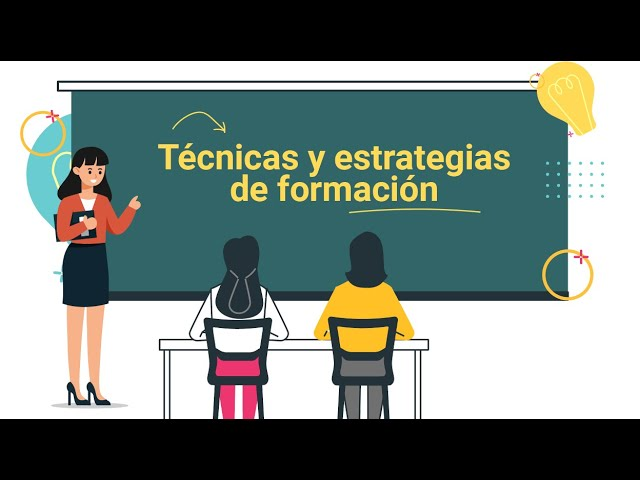 Técnicas y estrategias
de formación